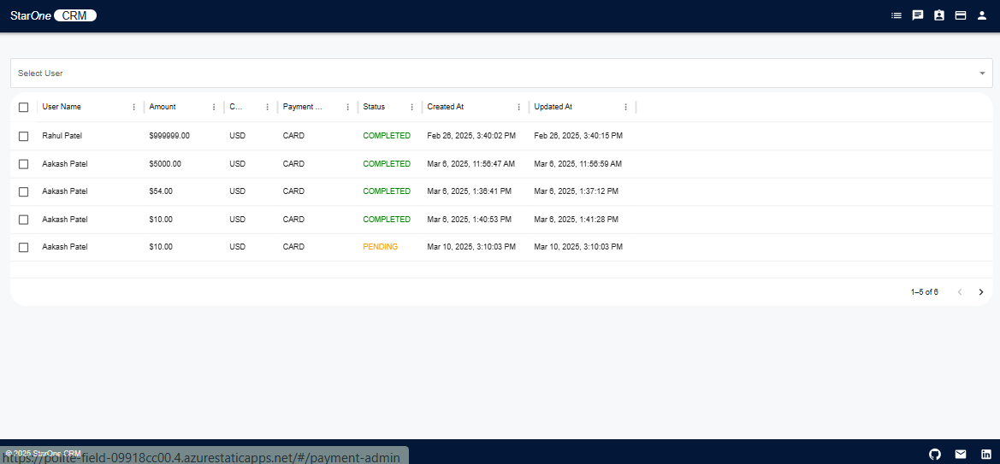 StarOne CRM
Select User
User Name Amount C... Payment ... Status Created At Updated At
Rahul Patel $999999.00 USD CARD COMPLETED Feb 26, 2025, 3:40:02 PM Feb 26, 2025, 3:40:15 PM
Aakash Patel $5000.00 USD CARD COMPLETED Mar 6, 2025, 11:56:47 AM Mar 6, 2025, 11:56:59 AM
Aakash Patel $54.00 USD CARD COMPLETED Mar 6, 2025, 1:36:41 PM Mar 6, 2025, 1:37:12 PM
Aakash Patel $10.00 USD CARD COMPLETED Mar 6, 2025, 1:40:53 PM Mar 6, 2025, 1:41:28 PM
Aakash Patel $10.00 USD CARD PENDING Mar 10, 2025, 3:10:03 PM Mar 10, 2025, 3:10:03 PM
1–5 of 6
© 2025 StarOne CRM
https://polite-field-09918cc00.4.azurestaticapps.net/#/payment-admin